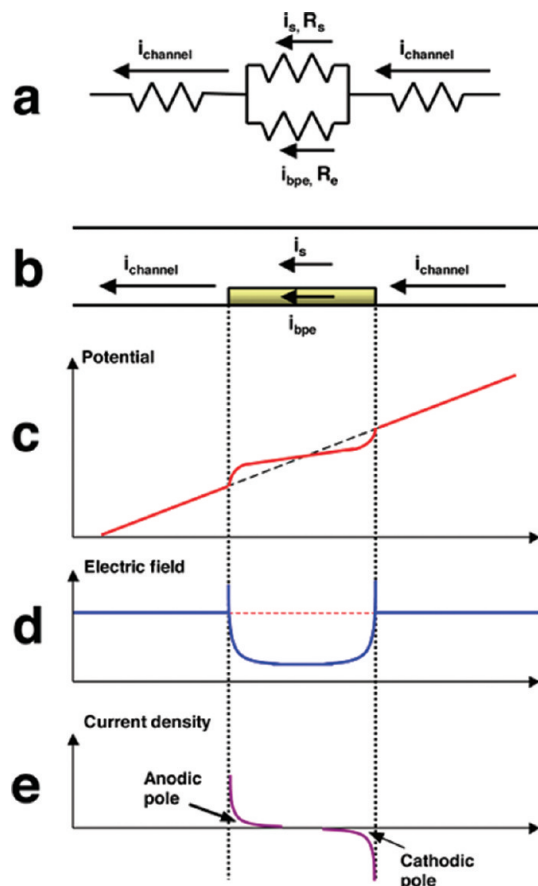 i_s, R_s
i_channel
i_channel
a
i_bpe, R_e
b
i_s
i_channel
i_channel
i_bpe
Potential
c
Electric field
d
Current density
e
Anodic
pole
Cathodic
pole